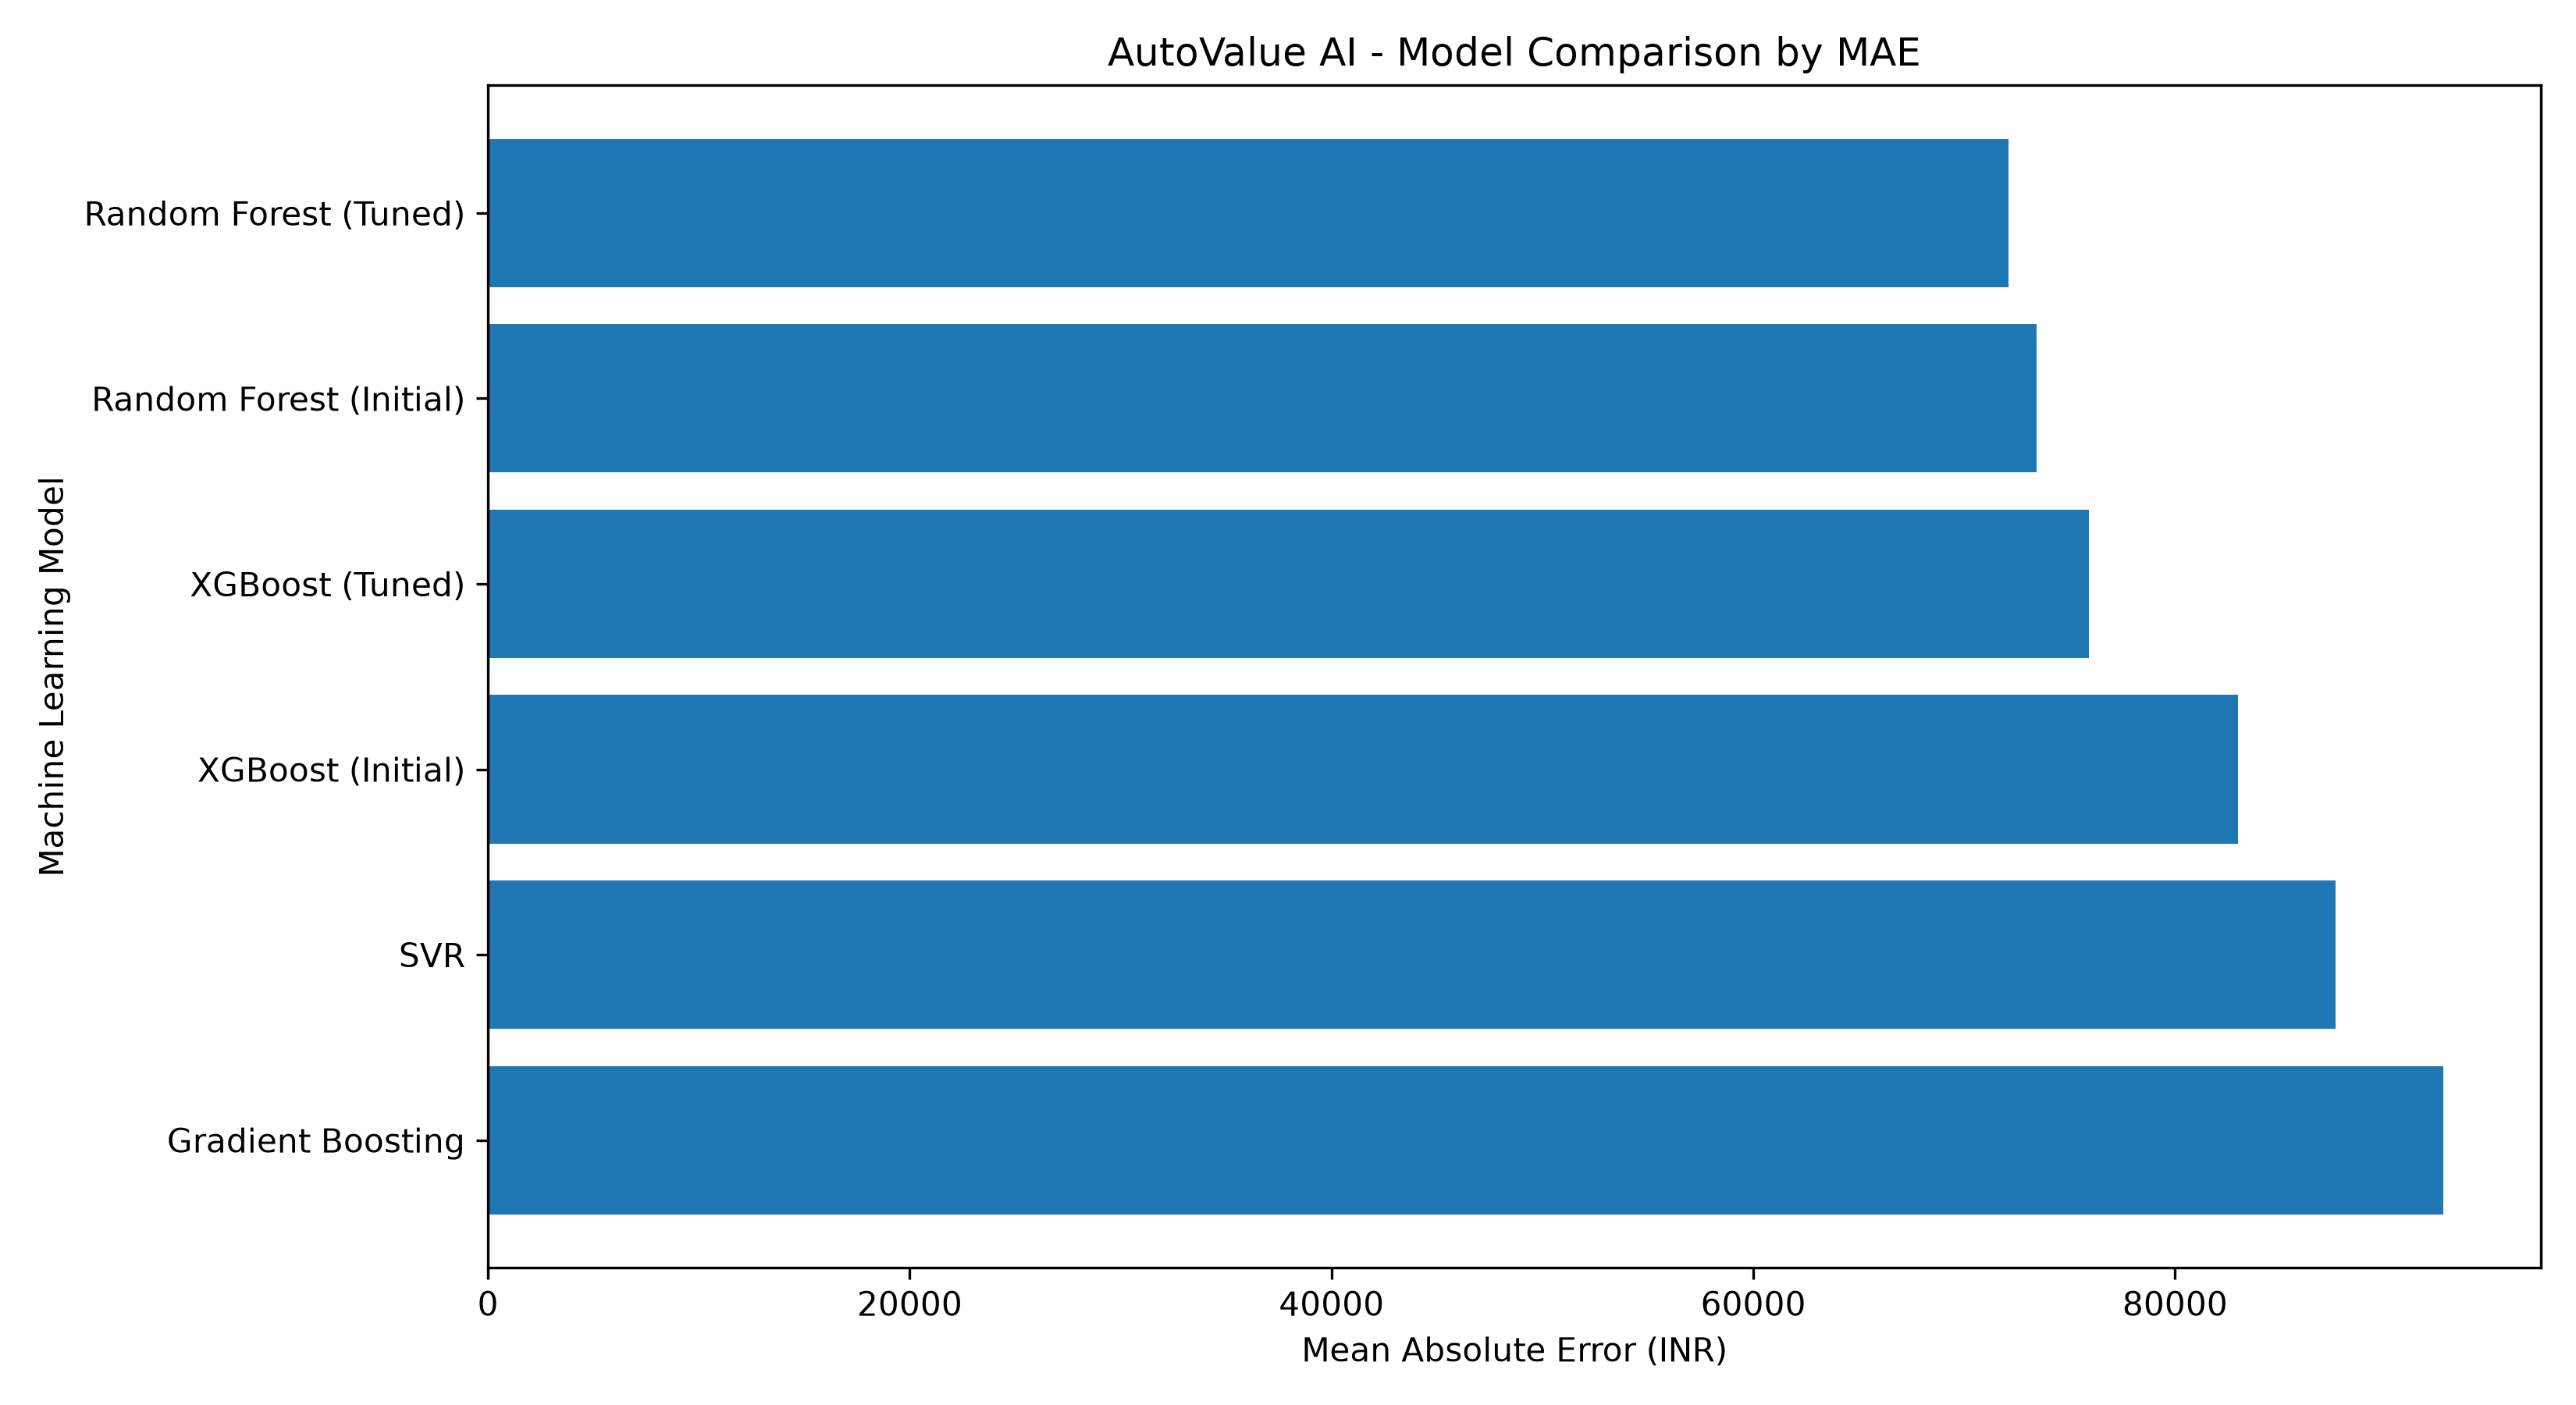 AutoValue AI - Model Comparison by MAE
Machine Learning Model
Random Forest (Tuned)
Random Forest (Initial)
XGBoost (Tuned)
XGBoost (Initial)
SVR
Gradient Boosting
0 20000 40000 60000 80000
Mean Absolute Error (INR)